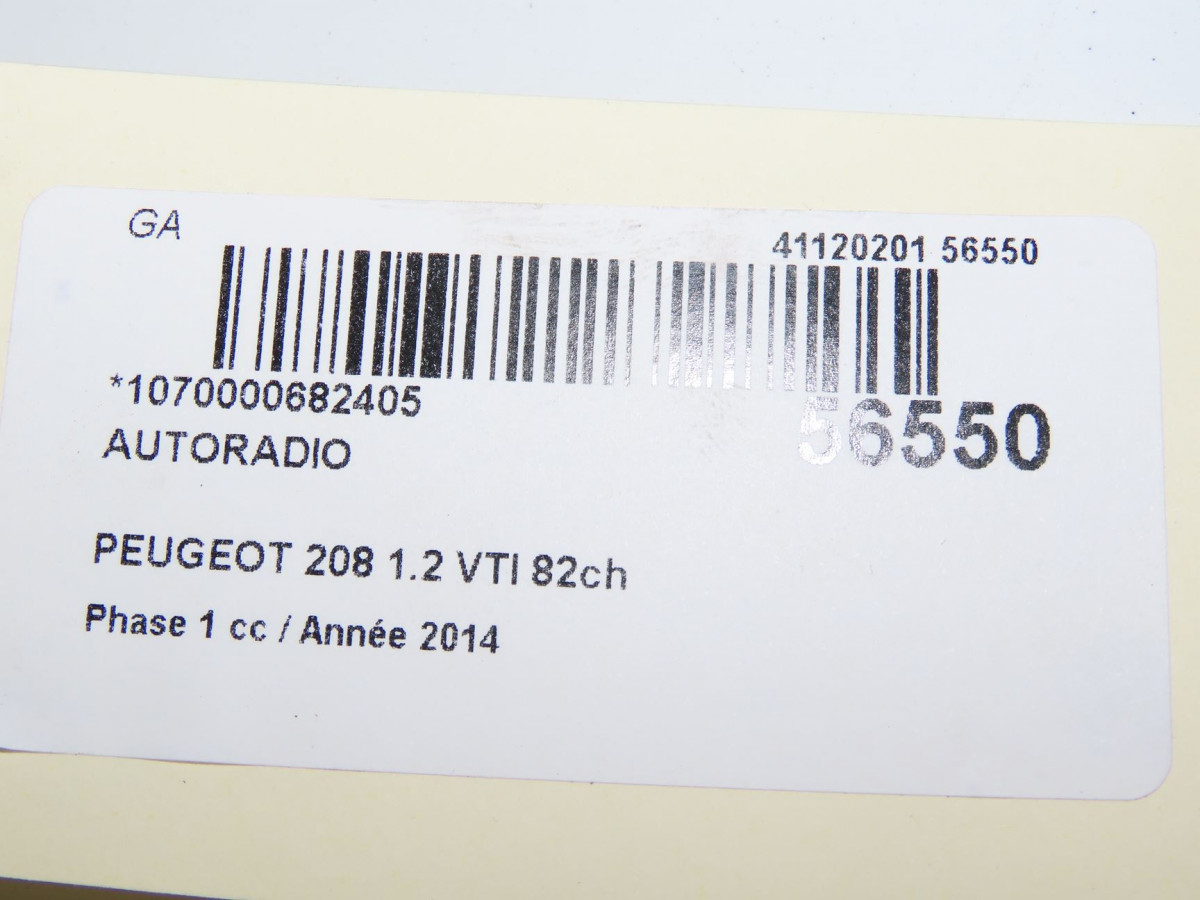 GA
41120201 56550
*1070000682405
56550
AUTORADIO
PEUGEOT 208 1.2 VTI 82ch
Phase 1 cc / Année 2014